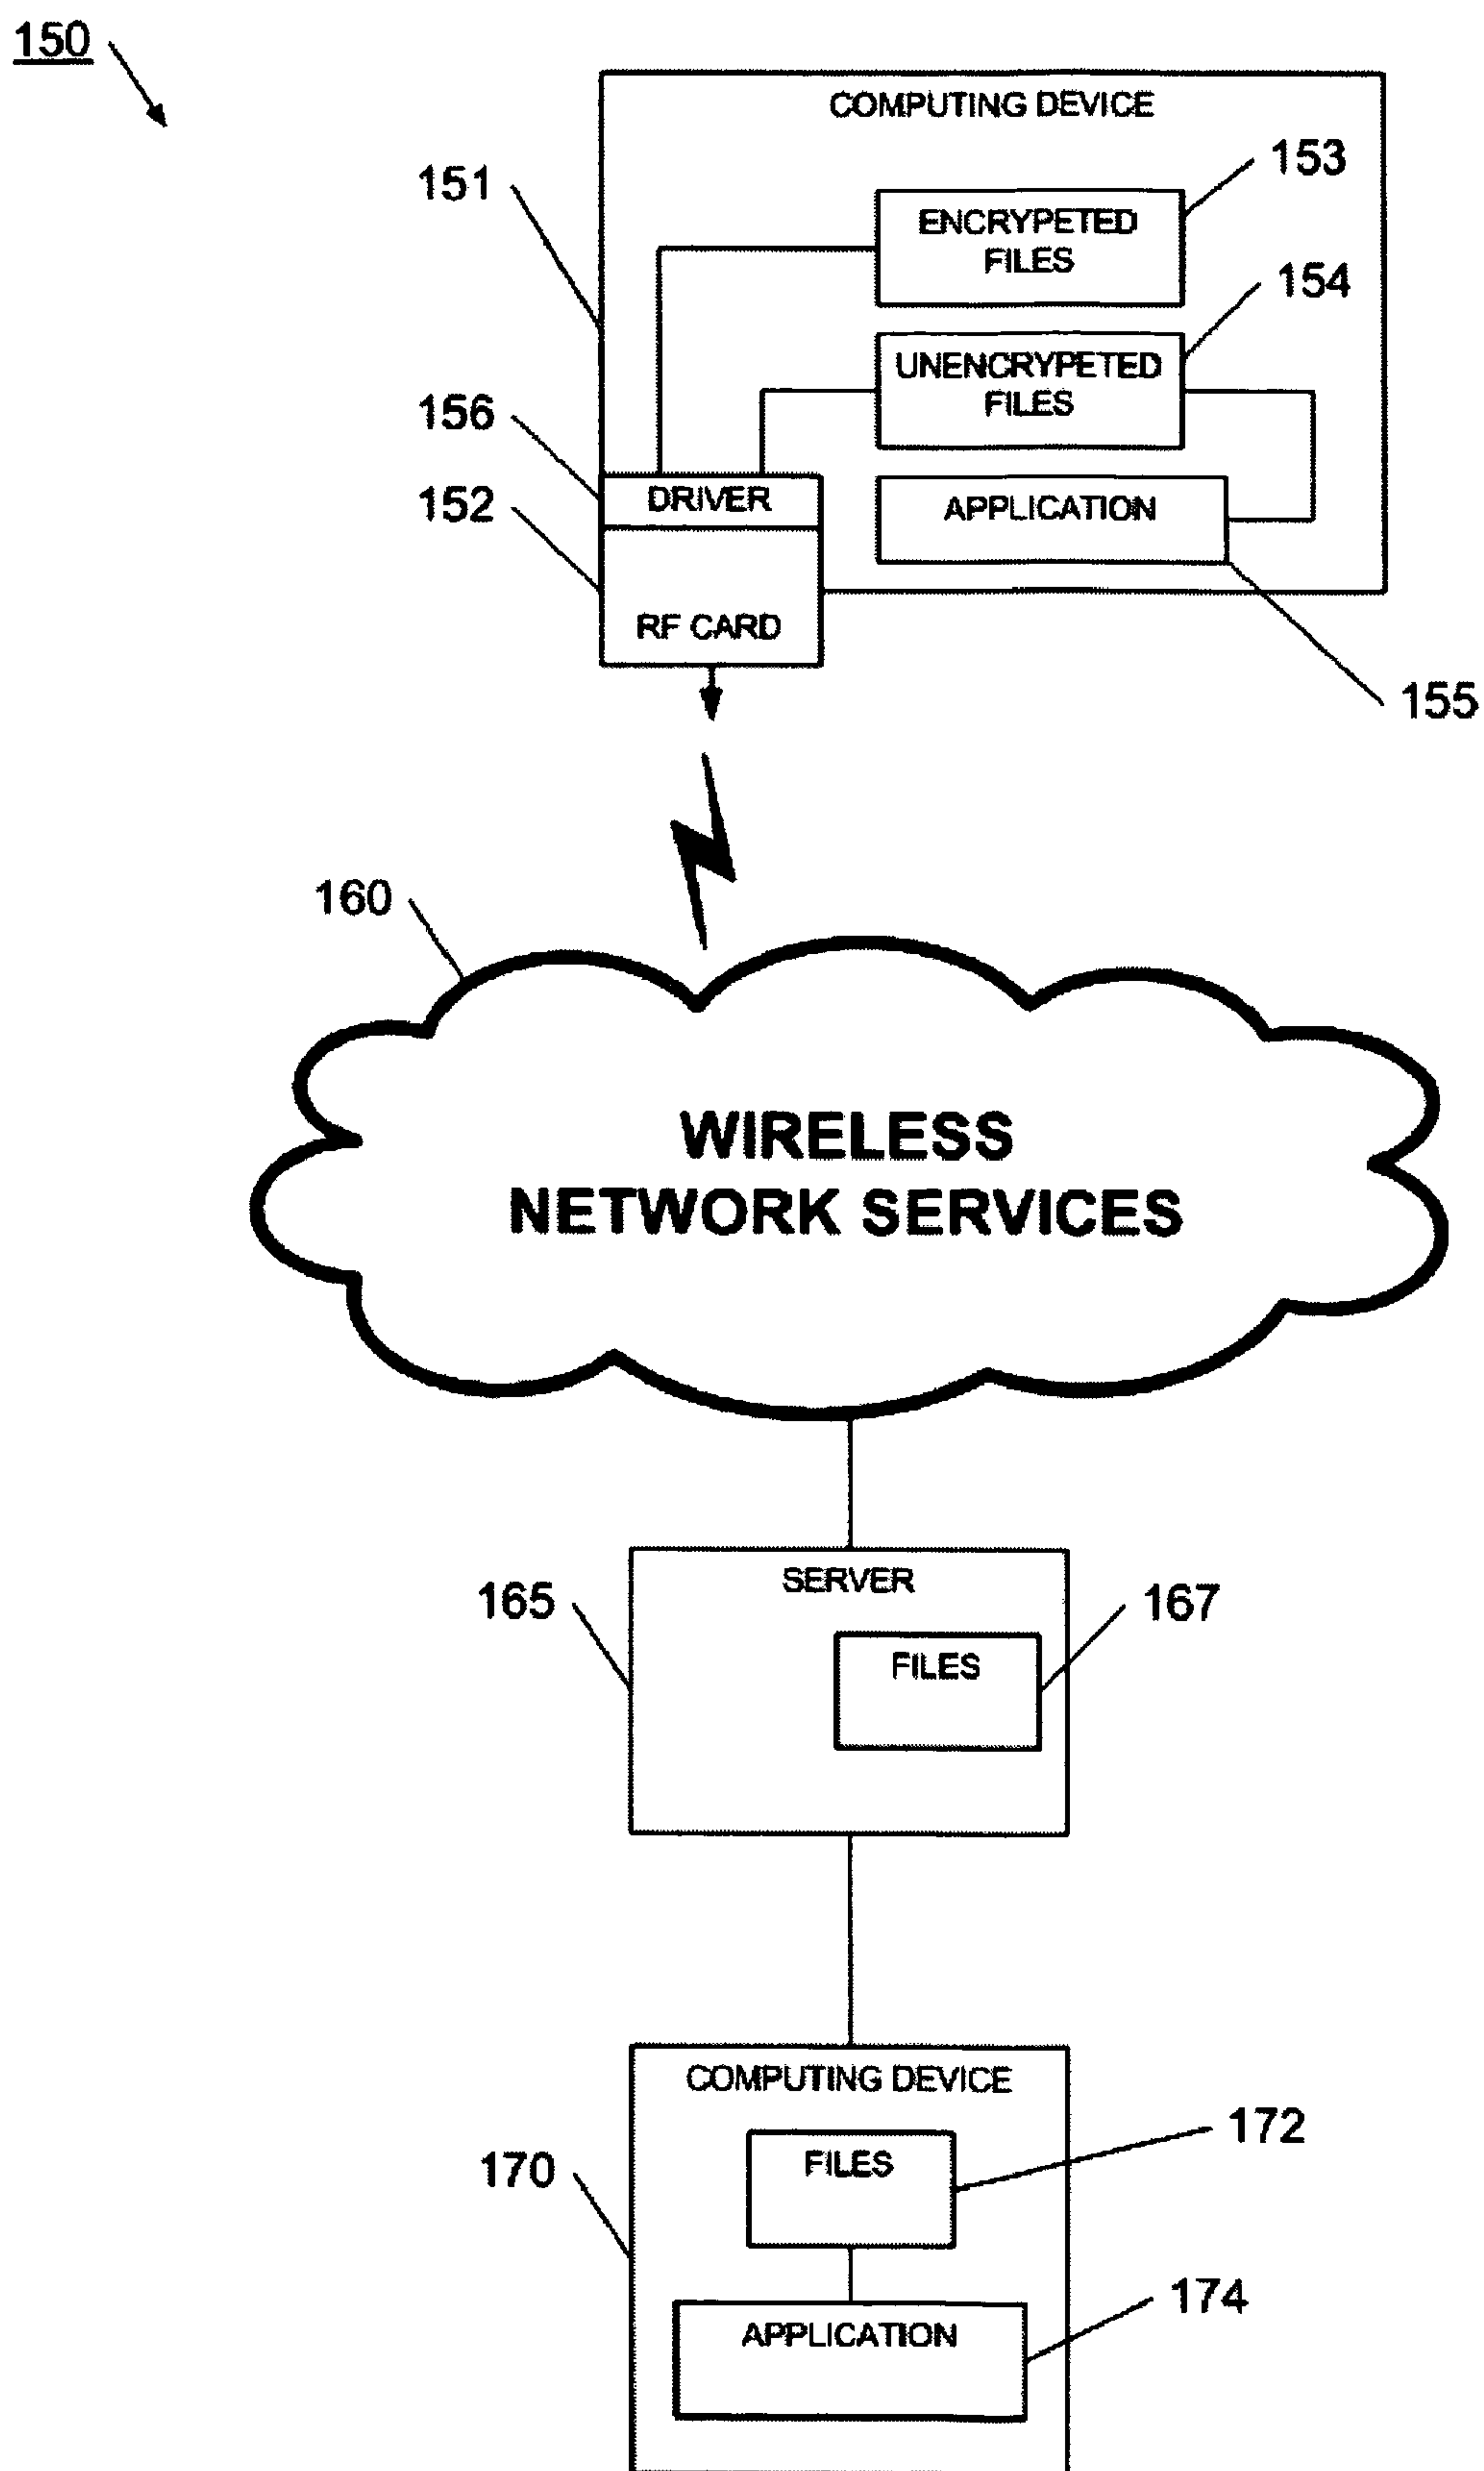 150
COMPUTING DEVICE
151
153
ENCRYPETED
FILES
154
UNENCRYPETED
FILES
156
DRIVER
152
APPLICATION
RF CARD
155
160
WIRELESS
NETWORK SERVICES
SERVER
165
167
FILES
COMPUTING DEVICE
170
172
FILES
174
APPLICATION